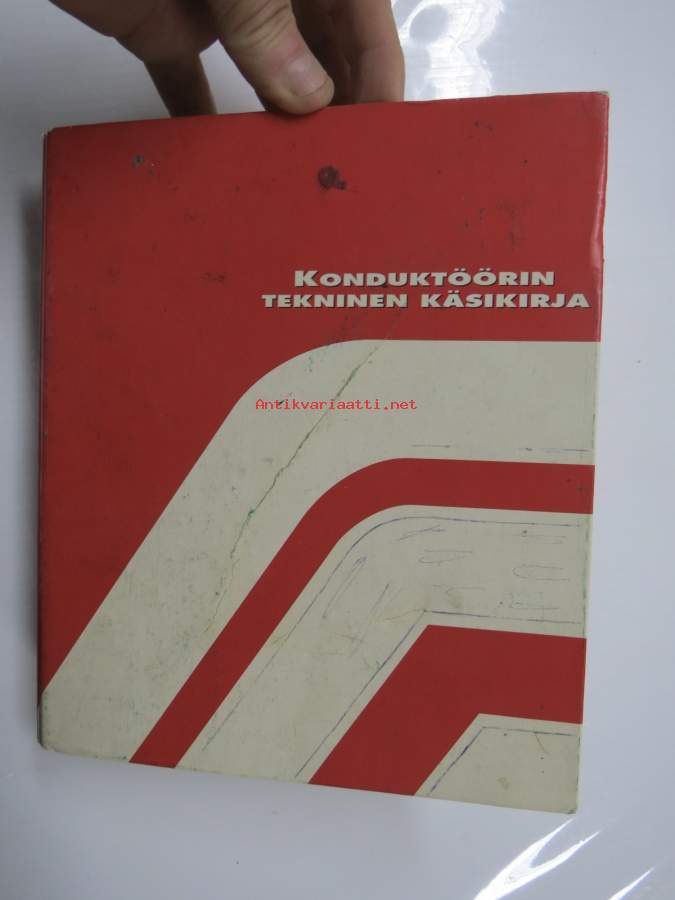 KONDUKTÖÖRIN
TEKNINEN KÄSIKIRJA
Antikvariaatti.net